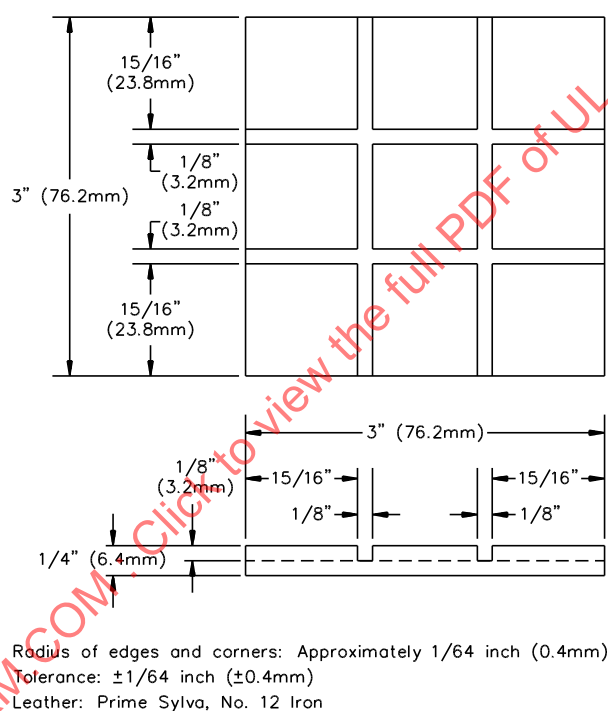 15/16"
(23.8mm)
1/8"
(3.2mm)
3" (76.2mm)
1/8"
(3.2mm)
15/16"
(23.8mm)
3" (76.2mm)
1/8"
(3.2mm)
15/16"
15/16"
1/8"
1/8"
1/4" (6.4mm)
Radius of edges and corners: Approximately 1/64 inch (0.4mm)
Tolerance: ±1/64 inch (±0.4mm)
Leather: Prime Sylva, No. 12 Iron
M.COM : Click to view the full PDF of UL